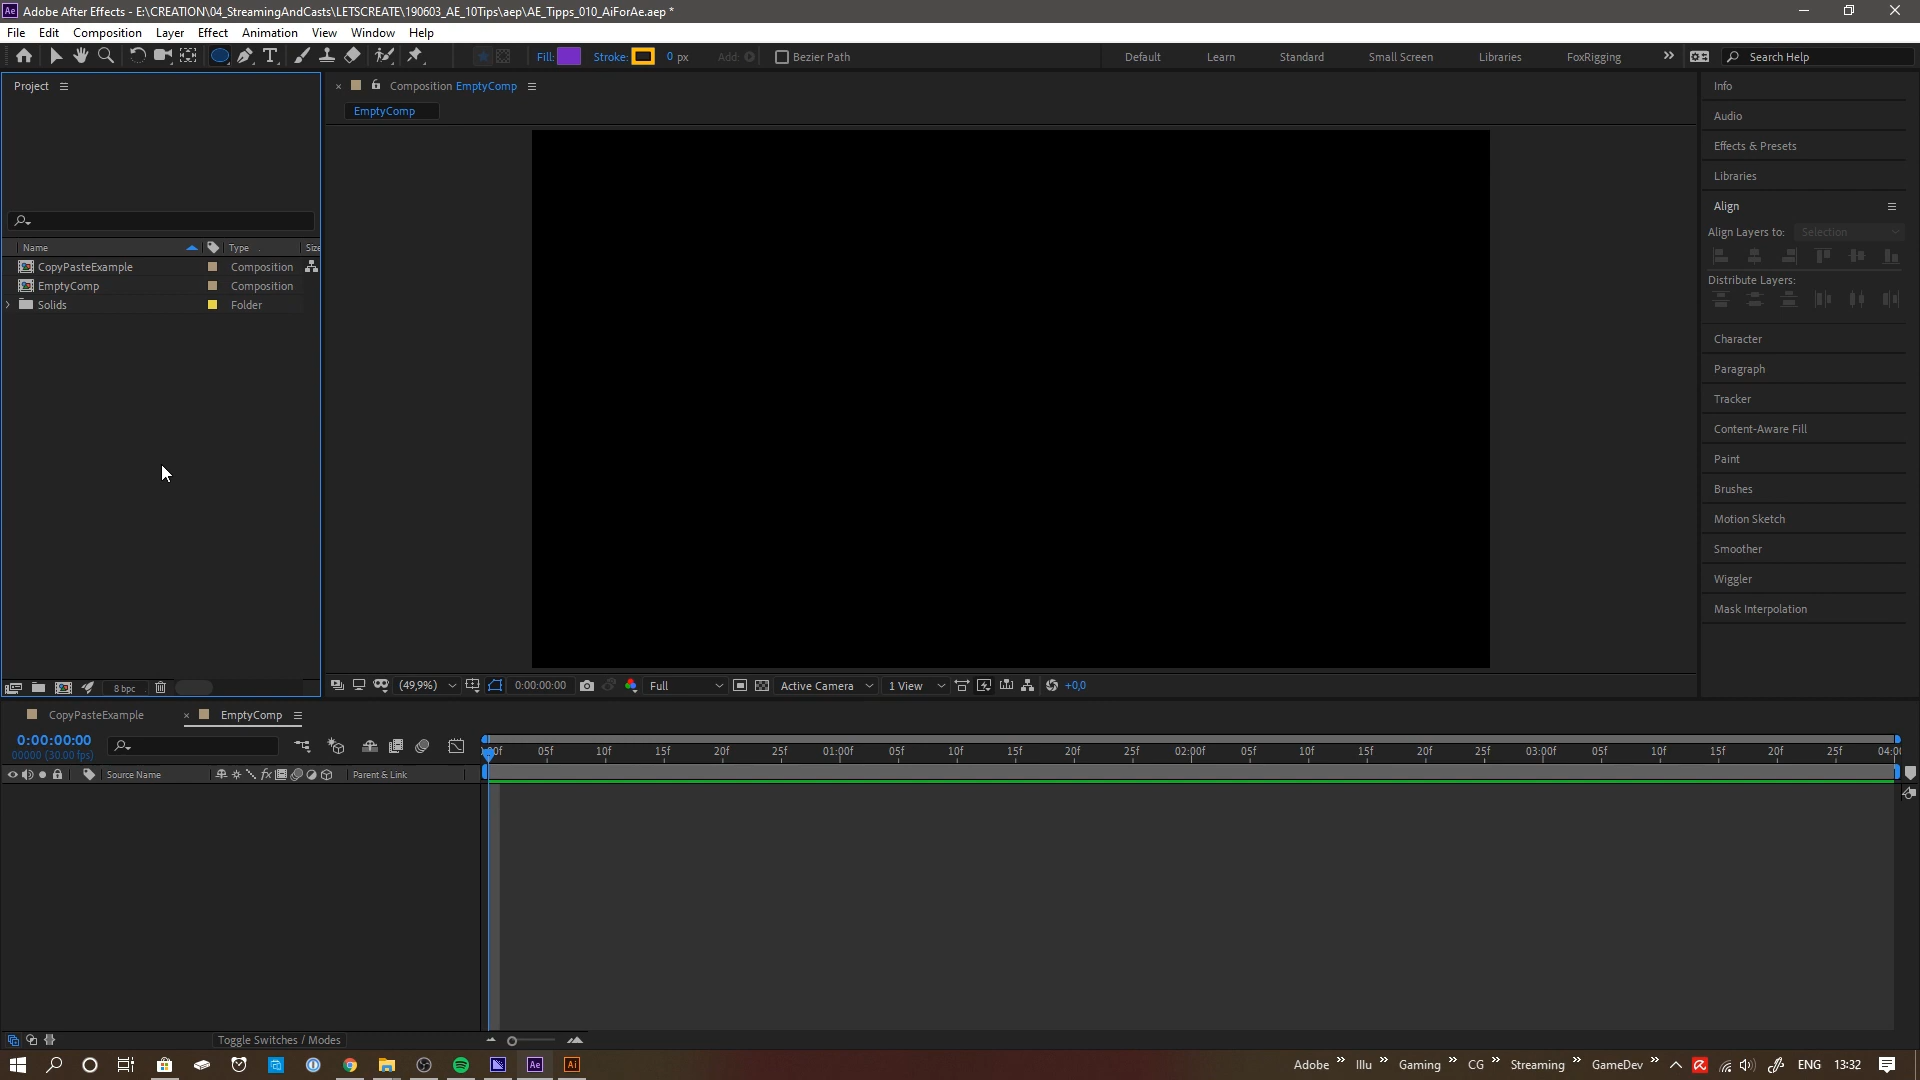 Ae Adobe After Effects - E:\CREATION\04_StreamingAndCasts\LETSCREATE\190603_AE_10Tips\aep\AE_Tipps_010_AiForAe.aep *
File Edit Composition Layer Effect Animation View Window Help
Fill: Stroke: 0 px Add: Bezier Path Default Learn Standard Small Screen Libraries FoxRigging Search Help
Project
Composition EmptyComp
EmptyComp
Name Type Size
CopyPasteExample Composition
EmptyComp Composition
Solids Folder
8 bpc
(49,9%) 0:00:00:00 Full Active Camera 1 View +0,0
Info
Audio
Effects & Presets
Libraries
Align
Align Layers to: Selection
Distribute Layers:
Character
Paragraph
Tracker
Content-Aware Fill
Paint
Brushes
Motion Sketch
Smoother
Wiggler
Mask Interpolation
CopyPasteExample EmptyComp
0:00:00:00
00000 (30.00 fps)
05f 10f 15f 20f 25f 01:00f 05f 10f 15f 20f 25f 02:00f 05f 10f 15f 20f 25f 03:00f 05f 10f 15f 20f 25f
Source Name fx Parent & Link
Toggle Switches / Modes
Ae Ai Adobe Illu Gaming CG Streaming GameDev ENG 13:32